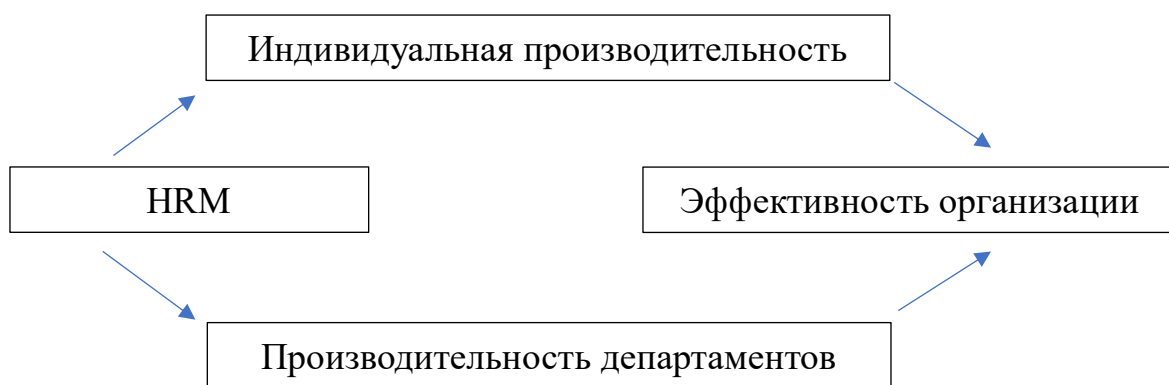 Индивидуальная производительность
HRM
Эффективность организации
Производительность департаментов